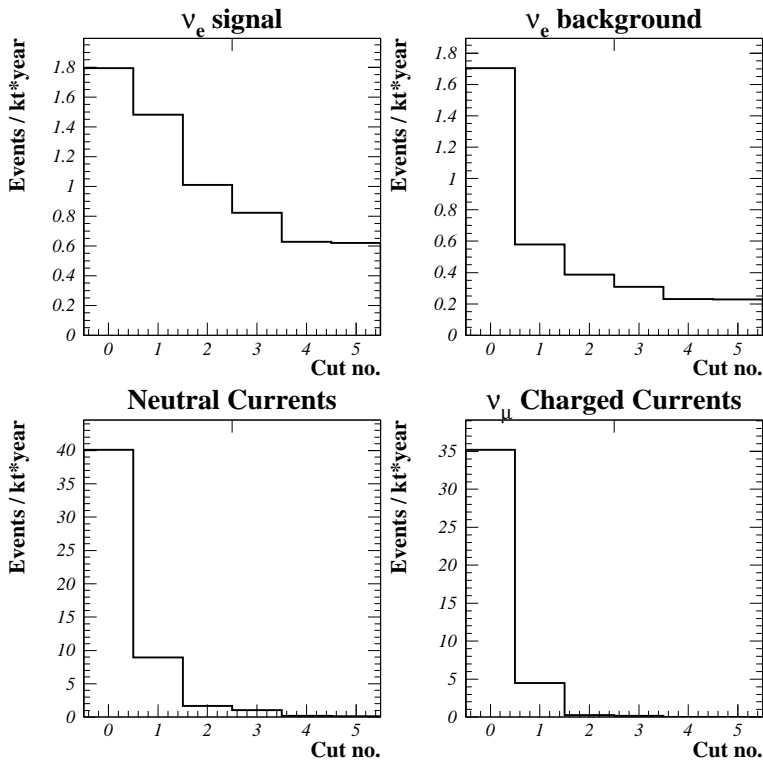 νe signal
Events / kt*year
1.8
1.6
1.4
1.2
1
0.8
0.6
0.4
0.2
0
0 1 2 3 4 5
Cut no.
νe background
Events / kt*year
1.8
1.6
1.4
1.2
1
0.8
0.6
0.4
0.2
0
0 1 2 3 4 5
Cut no.
Neutral Currents
Events / kt*year
40
35
30
25
20
15
10
5
0
0 1 2 3 4 5
Cut no.
νμ Charged Currents
Events / kt*year
35
30
25
20
15
10
5
0
0 1 2 3 4 5
Cut no.